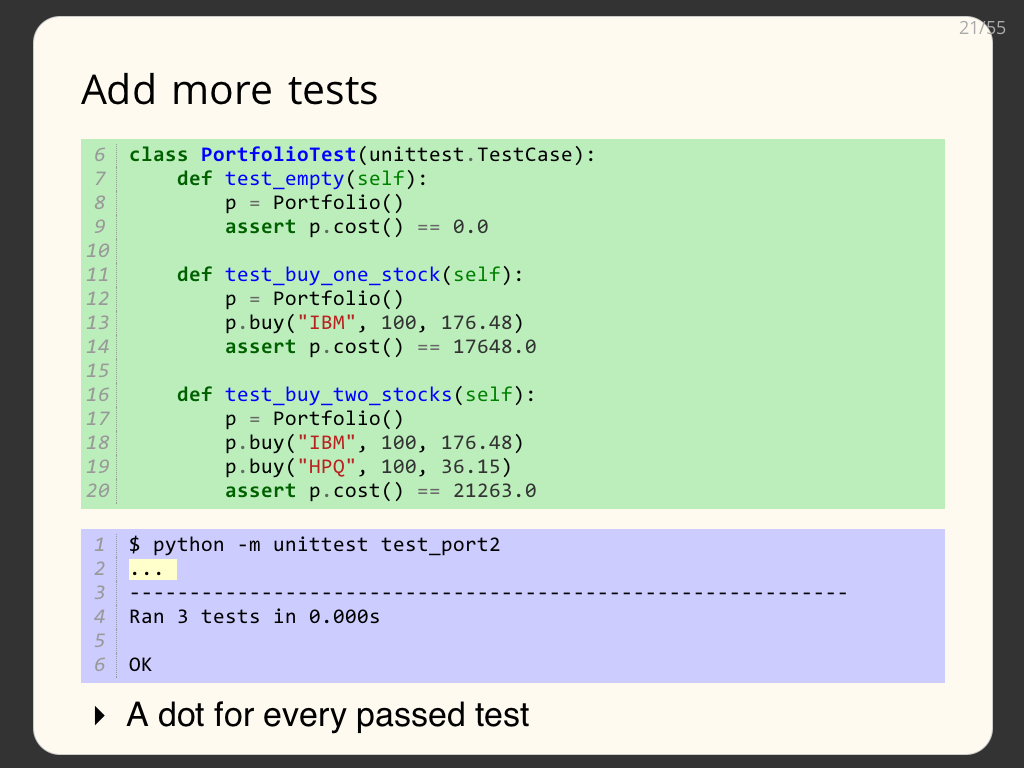 21/55
Add more tests
6 class PortfolioTest(unittest.TestCase):
7     def test_empty(self):
8         p = Portfolio()
9         assert p.cost() == 0.0
10
11     def test_buy_one_stock(self):
12         p = Portfolio()
13         p.buy("IBM", 100, 176.48)
14         assert p.cost() == 17648.0
15
16     def test_buy_two_stocks(self):
17         p = Portfolio()
18         p.buy("IBM", 100, 176.48)
19         p.buy("HPQ", 100, 36.15)
20         assert p.cost() == 21263.0
1 $ python -m unittest test_port2
2 ...
3 ------------------------------------------------------------
4 Ran 3 tests in 0.000s
5
6 OK
A dot for every passed test